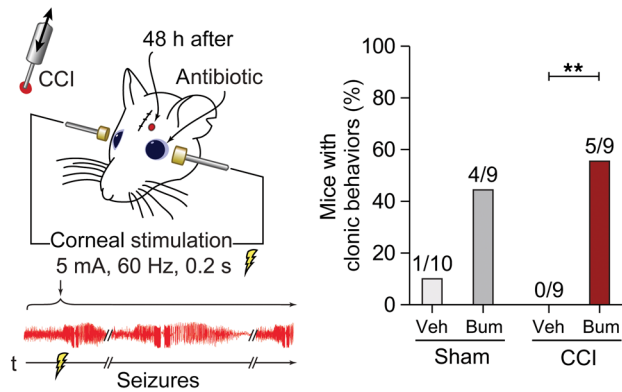 CCI
48 h after
Antibiotic
Corneal stimulation
5 mA, 60 Hz, 0.2 s
t
Seizures
Mice with
clonic behaviors (%)
100
80
60
40
20
0
1/10
4/9
0/9
5/9
**
Veh Bum Veh Bum
Sham CCI